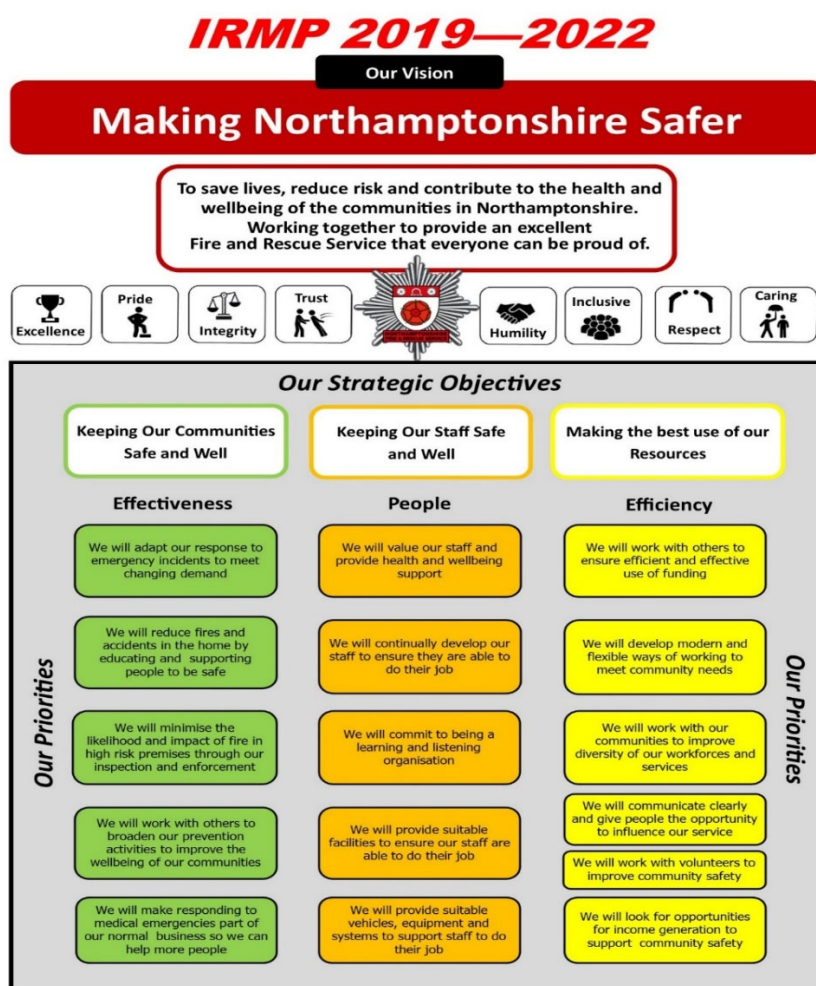 IRMP 2019—2022
Our Vision
Making Northamptonshire Safer
To save lives, reduce risk and contribute to the health and
wellbeing of the communities in Northamptonshire.
Working together to provide an excellent
Fire and Rescue Service that everyone can be proud of.
Excellence
Pride
Integrity
Trust
Humility
Inclusive
Respect
Caring
Our Strategic Objectives
Keeping Our Communities
Safe and Well
Keeping Our Staff Safe
and Well
Making the best use of our
Resources
Effectiveness
People
Efficiency
Our Priorities
We will adapt our response to
emergency incidents to meet
changing demand
We will reduce fires and
accidents in the home by
educating and supporting
people to be safe
We will minimise the
likelihood and impact of fire in
high risk premises through our
inspection and enforcement
We will work with others to
broaden our prevention
activities to improve the
wellbeing of our communities
We will make responding to
medical emergencies part of
our normal business so we can
help more people
We will value our staff and
provide health and wellbeing
support
We will continually develop our
staff to ensure they are able to
do their job
We will commit to being a
learning and listening
organisation
We will provide suitable
facilities to ensure our staff are
able to do their job
We will provide suitable
vehicles, equipment and
systems to support staff to do
their job
We will work with others to
ensure efficient and effective
use of funding
We will develop modern and
flexible ways of working to
meet community needs
We will work with our
communities to improve
diversity of our workforces and
services
We will communicate clearly
and give people the opportunity
to influence our service
We will work with volunteers to
improve community safety
We will look for opportunities
for income generation to
support community safety
Our Priorities